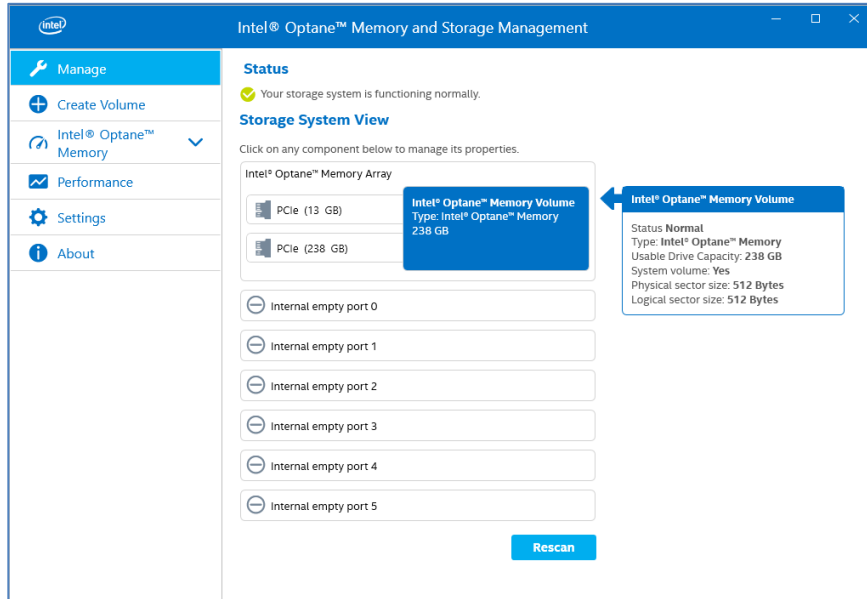 intel
Intel® Optane™ Memory and Storage Management
Manage
Create Volume
Intel® Optane™
Memory
Performance
Settings
About
Status
Your storage system is functioning normally.
Storage System View
Click on any component below to manage its properties.
Intel® Optane™ Memory Array
PCIe (13 GB)
PCIe (238 GB)
Intel® Optane™ Memory Volume
Type: Intel® Optane™ Memory
238 GB
Internal empty port 0
Internal empty port 1
Internal empty port 2
Internal empty port 3
Internal empty port 4
Internal empty port 5
Rescan
Intel® Optane™ Memory Volume
Status Normal
Type: Intel® Optane™ Memory
Usable Drive Capacity: 238 GB
System volume: Yes
Physical sector size: 512 Bytes
Logical sector size: 512 Bytes